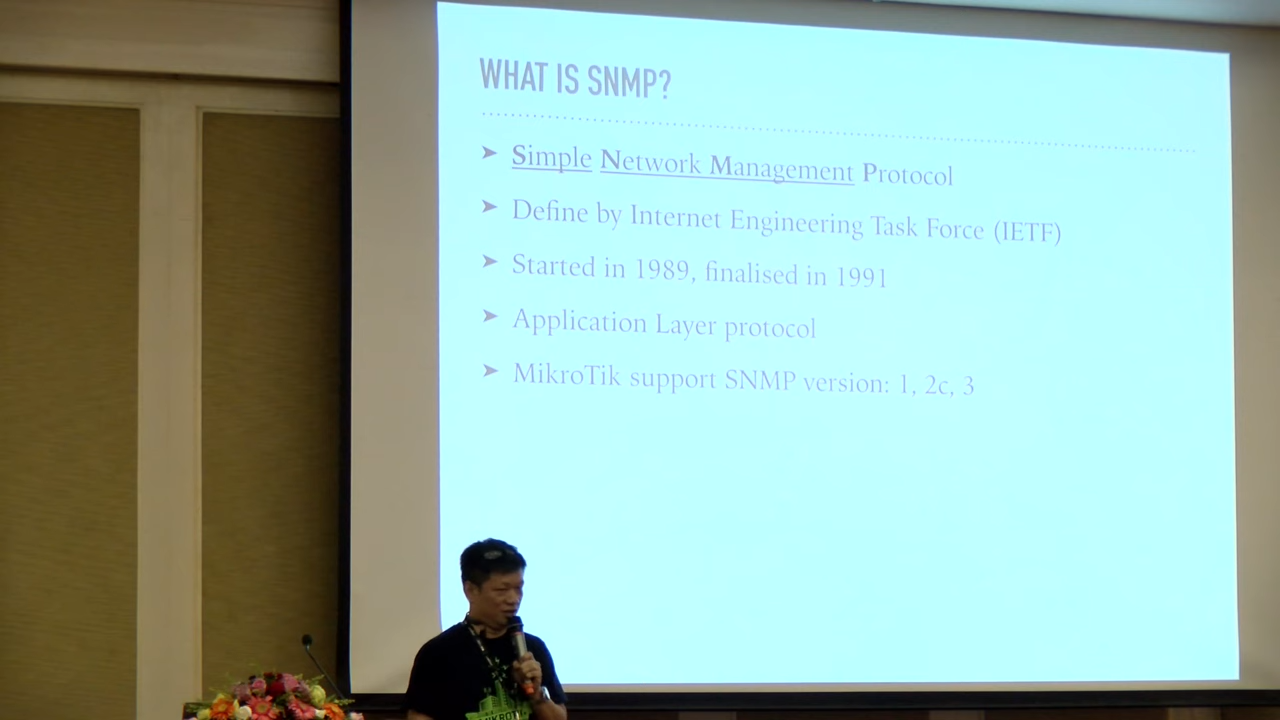 WHAT IS SNMP?
➤ Simple Network Management Protocol
➤ Define by Internet Engineering Task Force (IETF)
➤ Started in 1989, finalised in 1991
➤ Application Layer protocol
➤ MikroTik support SNMP version: 1, 2c, 3